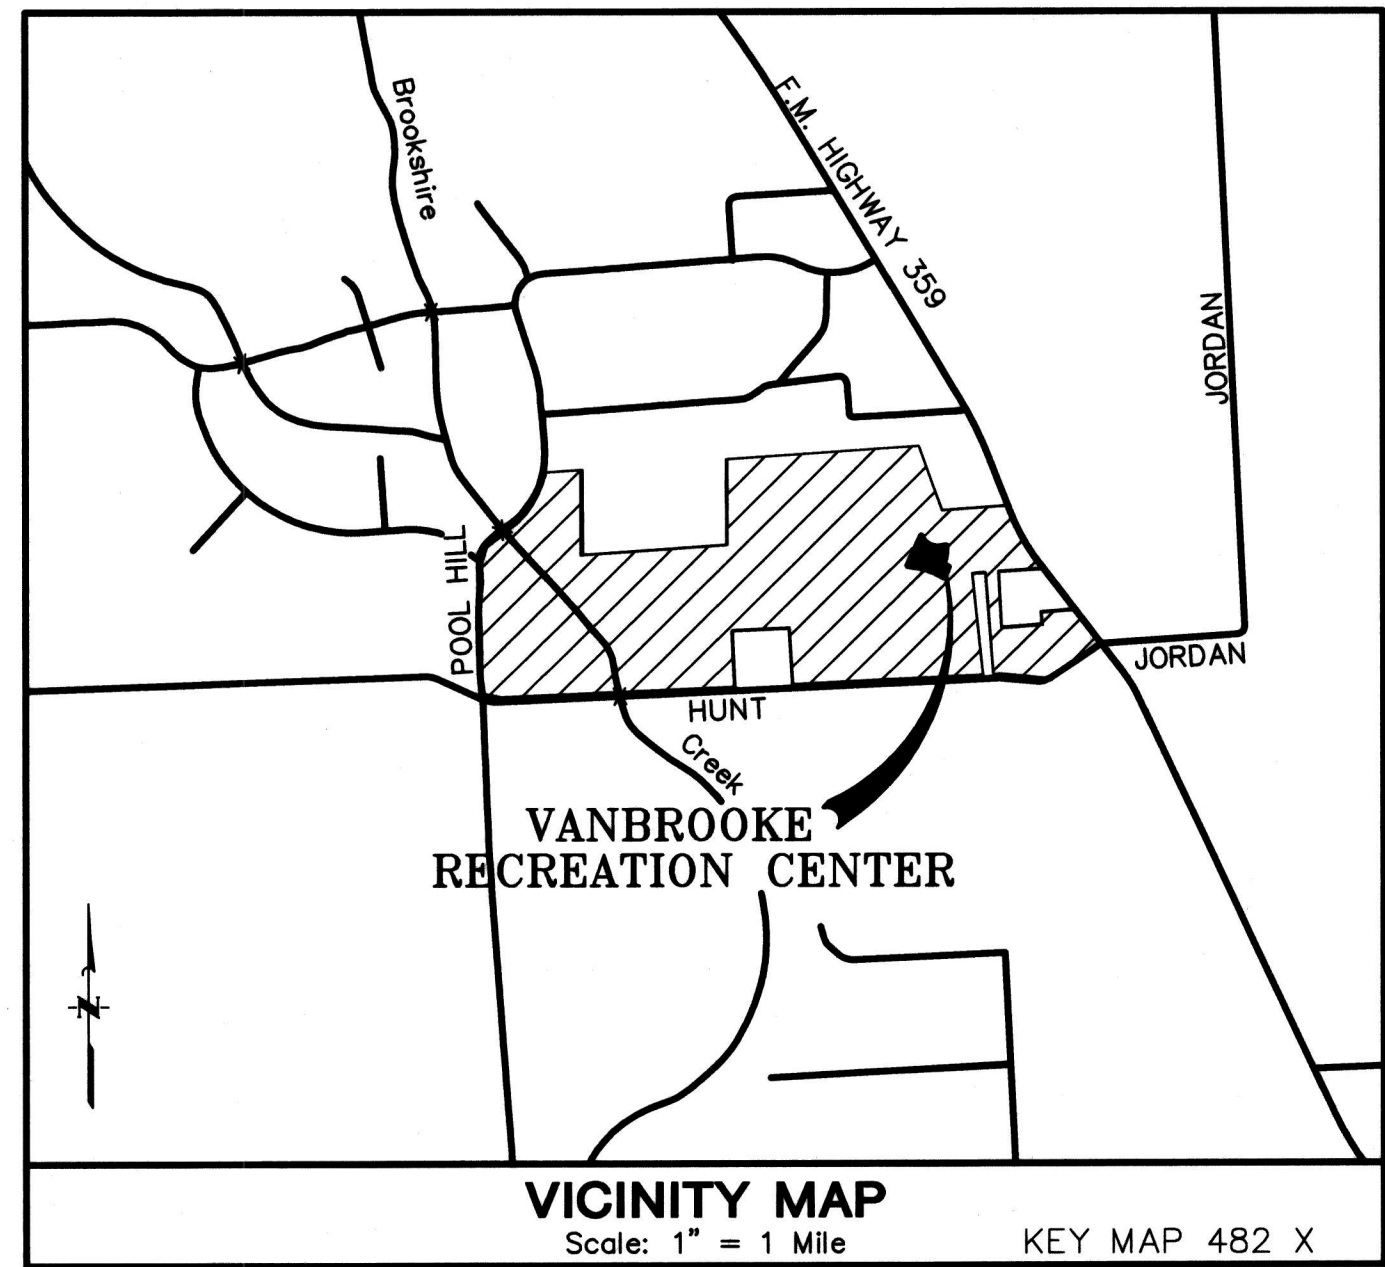 Brookshire
F.M. HIGHWAY 359
JORDAN
POOL HILL
JORDAN
HUNT
Creek
VANBROOKE
RECREATION CENTER
N
VICINITY MAP
Scale: 1" = 1 Mile
KEY MAP 482 X